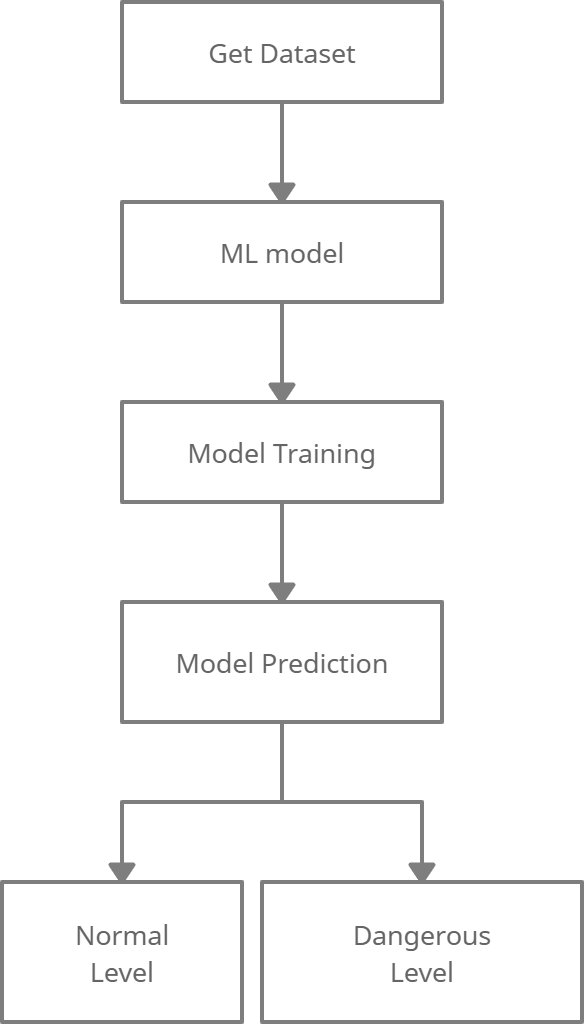 Get Dataset
ML model
Model Training
Model Prediction
Normal
Level
Dangerous
Level